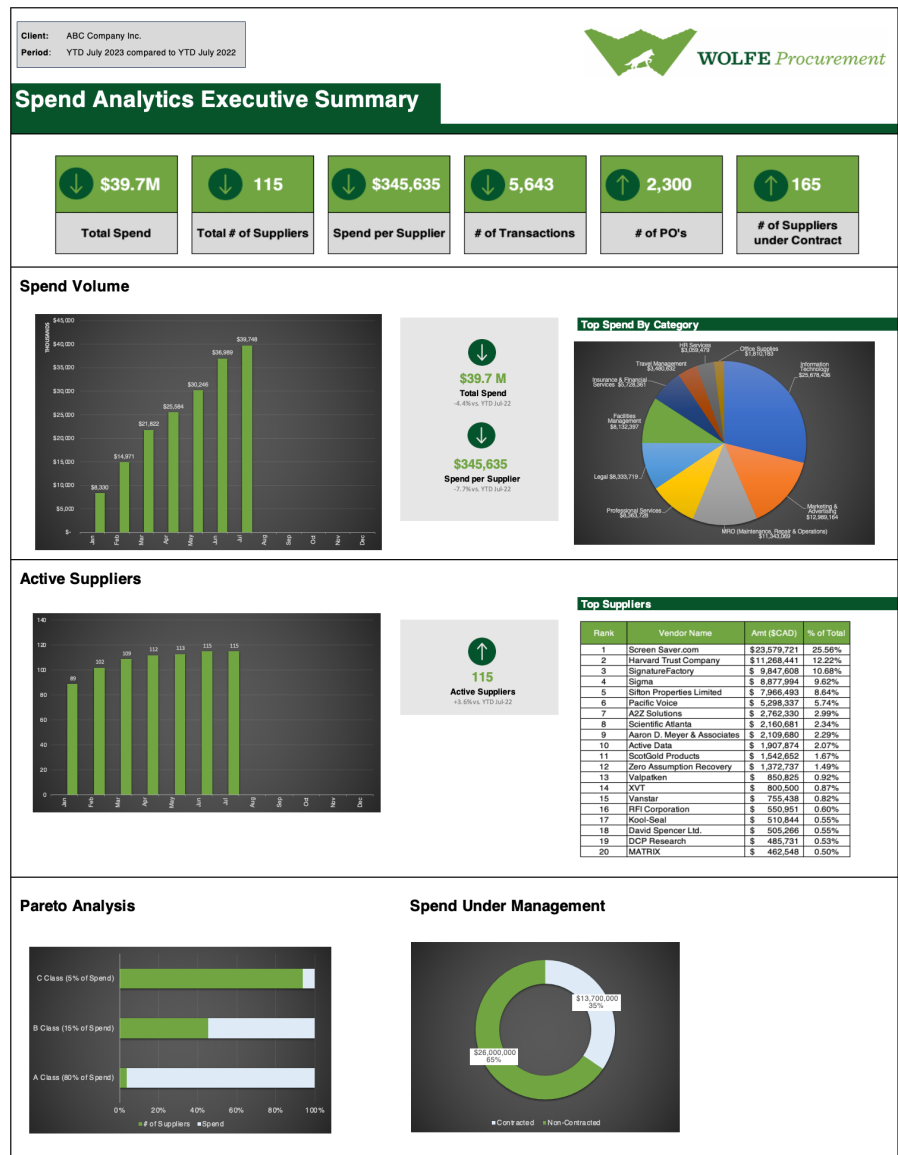 Client: ABC Company Inc.
Period: YTD July 2023 compared to YTD July 2022
WOLFE Procurement
Spend Analytics Executive Summary
$39.7M
Total Spend
115
Total # of Suppliers
$345,635
Spend per Supplier
5,643
# of Transactions
2,300
# of PO's
165
# of Suppliers
under Contract
Spend Volume
THOUSANDS
$45,000
$40,000
$35,000
$30,000
$25,000
$20,000
$15,000
$10,000
$5,000
$-
$8,330
$14,971
$21,822
$25,584
$30,246
$36,989
$39,748
Jan
Feb
Mar
Apr
May
Jun
Jul
Aug
Sep
Oct
Nov
Dec
$39.7 M
Total Spend
-4.4% vs. YTD Jul-22
$345,635
Spend per Supplier
-7.7% vs. YTD Jul-22
Top Spend By Category
HR Services
$3,059,479
Office Supplies
Travel Management
Insurance & Financial
Services $5,728,361
Information
Technology
$25,678,436
Facilities
Management
$8,132,397
Legal $8,333,719
Professional Services
Marketing &
Advertising
$12,989,164
MRO (Maintenance, Repair & Operations)
$11,343,069
Active Suppliers
140
120
100
80
60
40
20
0
89
102
109
112
113
115
115
Jan
Feb
Mar
Apr
May
Jun
Jul
Aug
Sep
Oct
Nov
Dec
115
Active Suppliers
+3.6% vs. YTD Jul-22
Top Suppliers
Rank Vendor Name Amt ($CAD) % of Total
1 Screen Saver.com $23,579,721 25.56%
2 Harvard Trust Company $11,268,441 12.22%
3 SignatureFactory $ 9,847,608 10.68%
4 Sigma $ 8,877,994 9.62%
5 Sifton Properties Limited $ 7,966,493 8.64%
6 Pacific Voice $ 5,298,337 5.74%
7 A2Z Solutions $ 2,762,330 2.99%
8 Scientific Atlanta $ 2,160,681 2.34%
9 Aaron D. Meyer & Associates $ 2,109,680 2.29%
10 Active Data $ 1,907,874 2.07%
11 ScotGold Products $ 1,542,652 1.67%
12 Zero Assumption Recovery $ 1,372,737 1.49%
13 Valpatken $ 850,825 0.92%
14 XVT $ 800,500 0.87%
15 Vanstar $ 755,438 0.82%
16 RFI Corporation $ 550,951 0.60%
17 Kool-Seal $ 510,844 0.55%
18 David Spencer Ltd. $ 505,266 0.55%
19 DCP Research $ 485,731 0.53%
20 MATRIX $ 462,548 0.50%
Pareto Analysis
C Class (5% of Spend)
B Class (15% of Spend)
A Class (80% of Spend)
0% 20% 40% 60% 80% 100%
# of Suppliers Spend
Spend Under Management
$13,700,000
35%
$26,000,000
65%
Contracted Non-Contracted